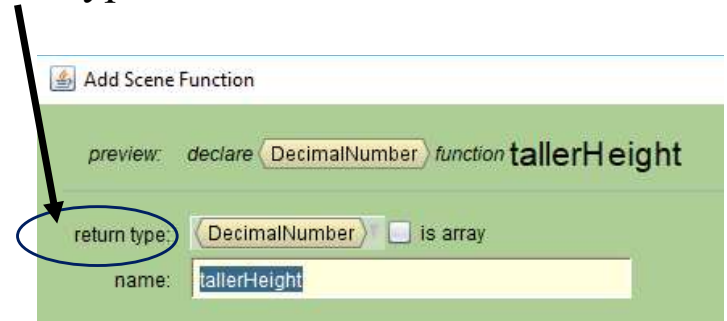 Add Scene Function
preview: declare DecimalNumber function tallerHeight
return type: DecimalNumber is array
name: tallerHeight